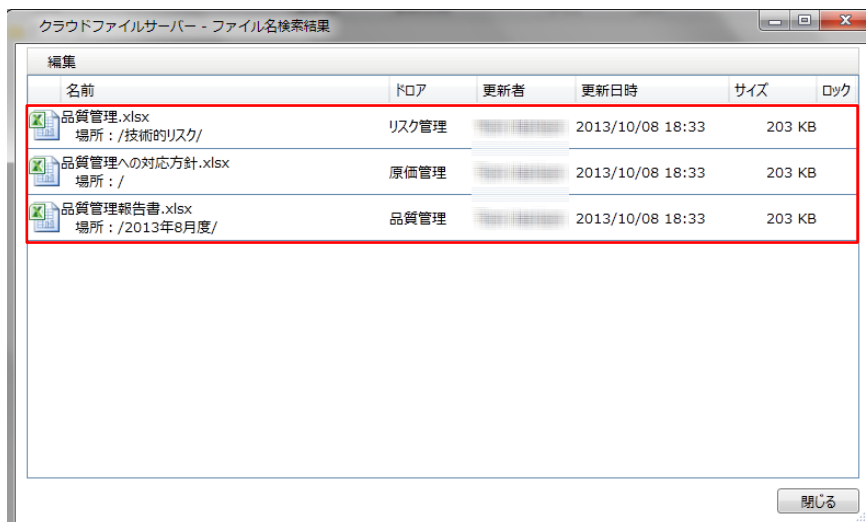 クラウドファイルサーバー - ファイル名検索結果
編集
名前 ドロア 更新者 更新日時 サイズ ロック
品質管理.xlsx
場所：/技術的リスク/
リスク管理 2013/10/08 18:33 203 KB
品質管理への対応方針.xlsx
場所：/
原価管理 2013/10/08 18:33 203 KB
品質管理報告書.xlsx
場所：/2013年8月度/
品質管理 2013/10/08 18:33 203 KB
閉じる